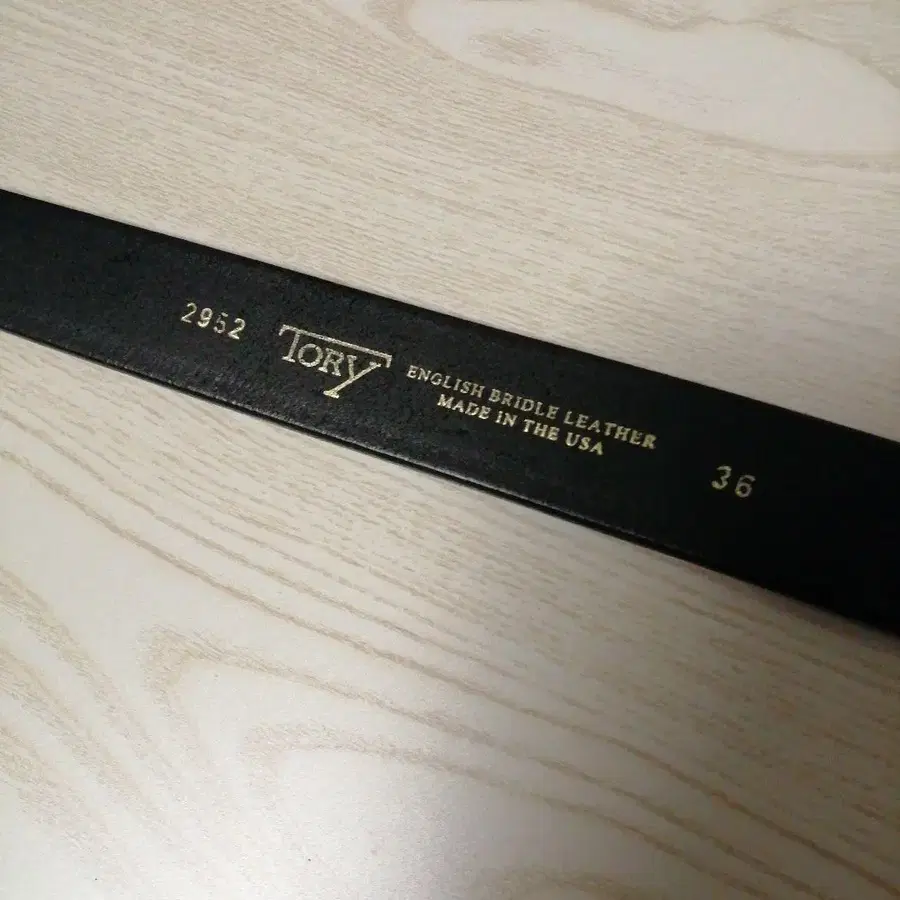 2952
TORY
ENGLISH BRIDLE LEATHER
MADE IN THE USA
36